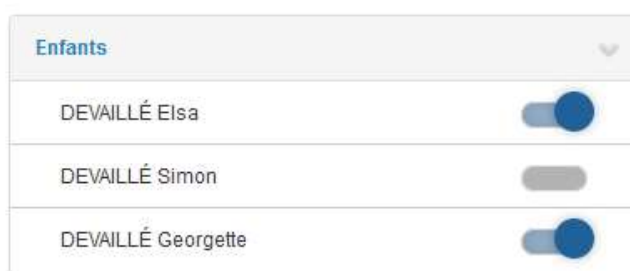 Enfants
DEVAILLÉ Elsa
DEVAILLÉ Simon
DEVAILLÉ Georgette